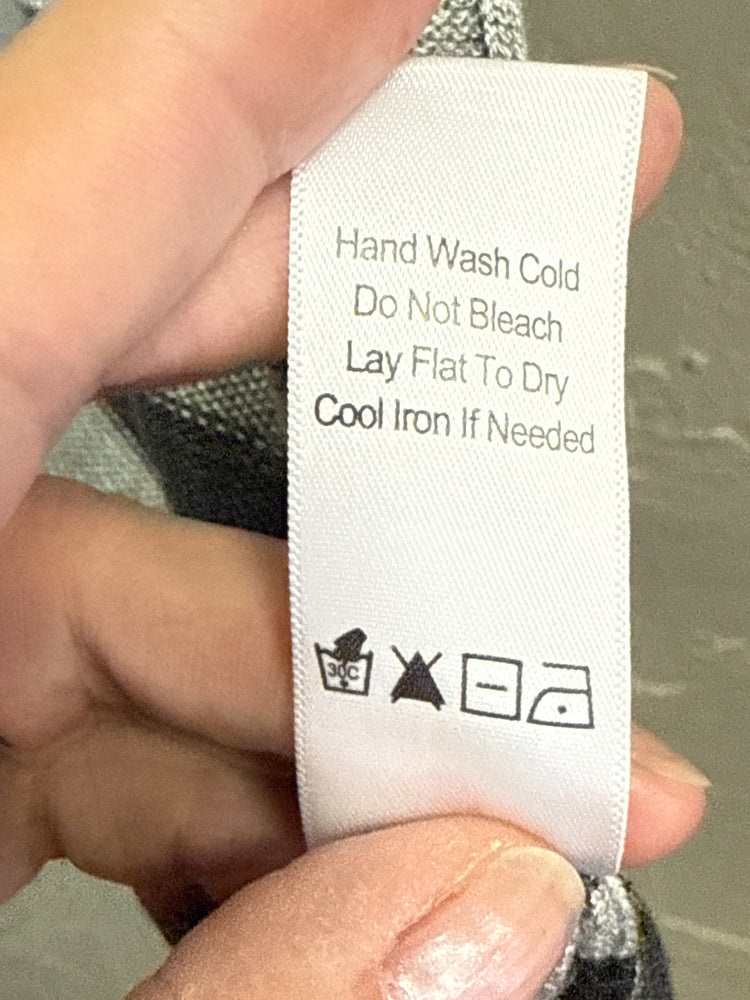 Hand Wash Cold
Do Not Bleach
Lay Flat To Dry
Cool Iron If Needed
30C